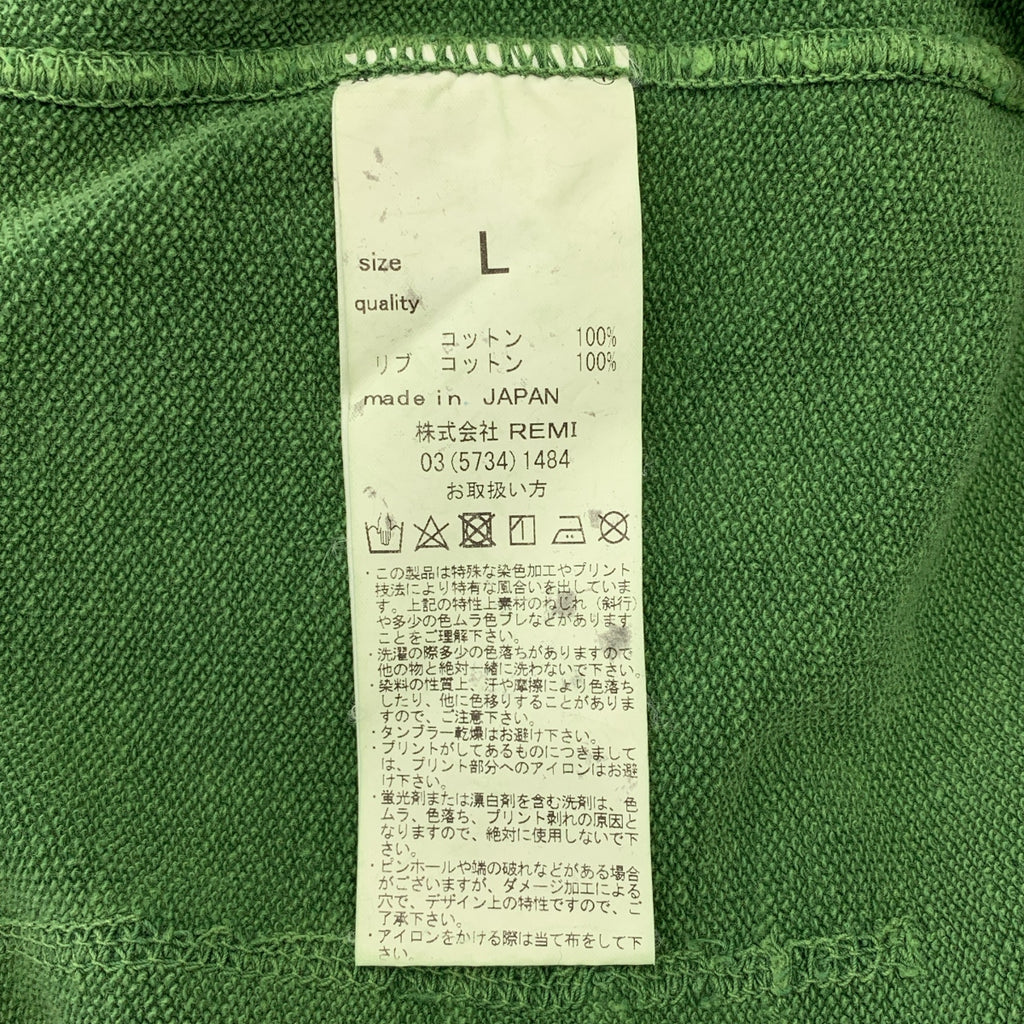 size L
quality
コットン 100%
リブ コットン 100%
made in JAPAN
株式会社 REMI
03(5734)1484
お取扱い方
・この製品は特殊な染色加工やプリント
技法により特有な風合いを出していま
す。上記の特性上素材のねじれ（斜行）
や多少の色ムラ色ブレなどがあります
ことをご理解下さい。
・洗濯の際多少の色落ちがありますので
他の物と絶対一緒に洗わないで下さい。
・染料の性質上、汗や摩擦により色落ち
したり、他に色移りすることがありま
すので、ご注意下さい。
・タンブラー乾燥はお避け下さい。
・プリントがしてあるものにつきまして
は、プリント部分へのアイロンはお避
け下さい。
・蛍光剤または漂白剤を含む洗剤は、色
ムラ、色落ち、プリント剥れの原因と
なりますので、絶対に使用しないで下
さい。
・ピンホールや端の破れなどがある場合
がございますが、ダメージ加工による
穴で、デザイン上の特性ですので、ご
了承下さい。
・アイロンをかける際は当て布をして下
さい。